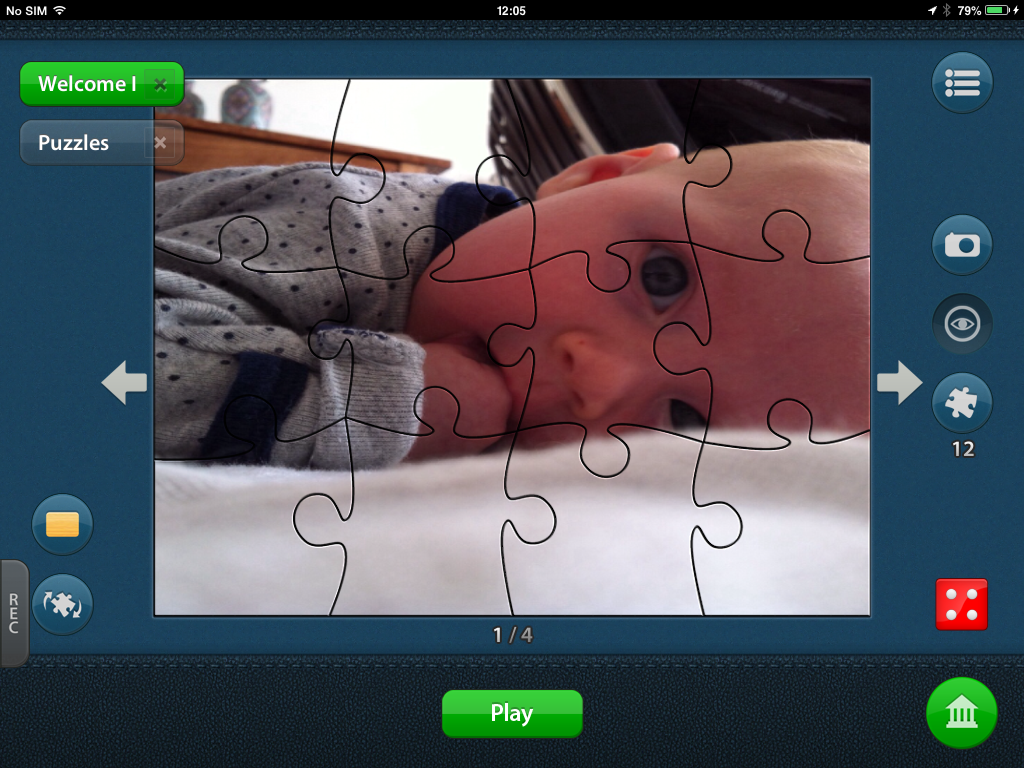 No SIM
12:05
79%
Welcome I
Puzzles
12
REC
1 / 4
Play